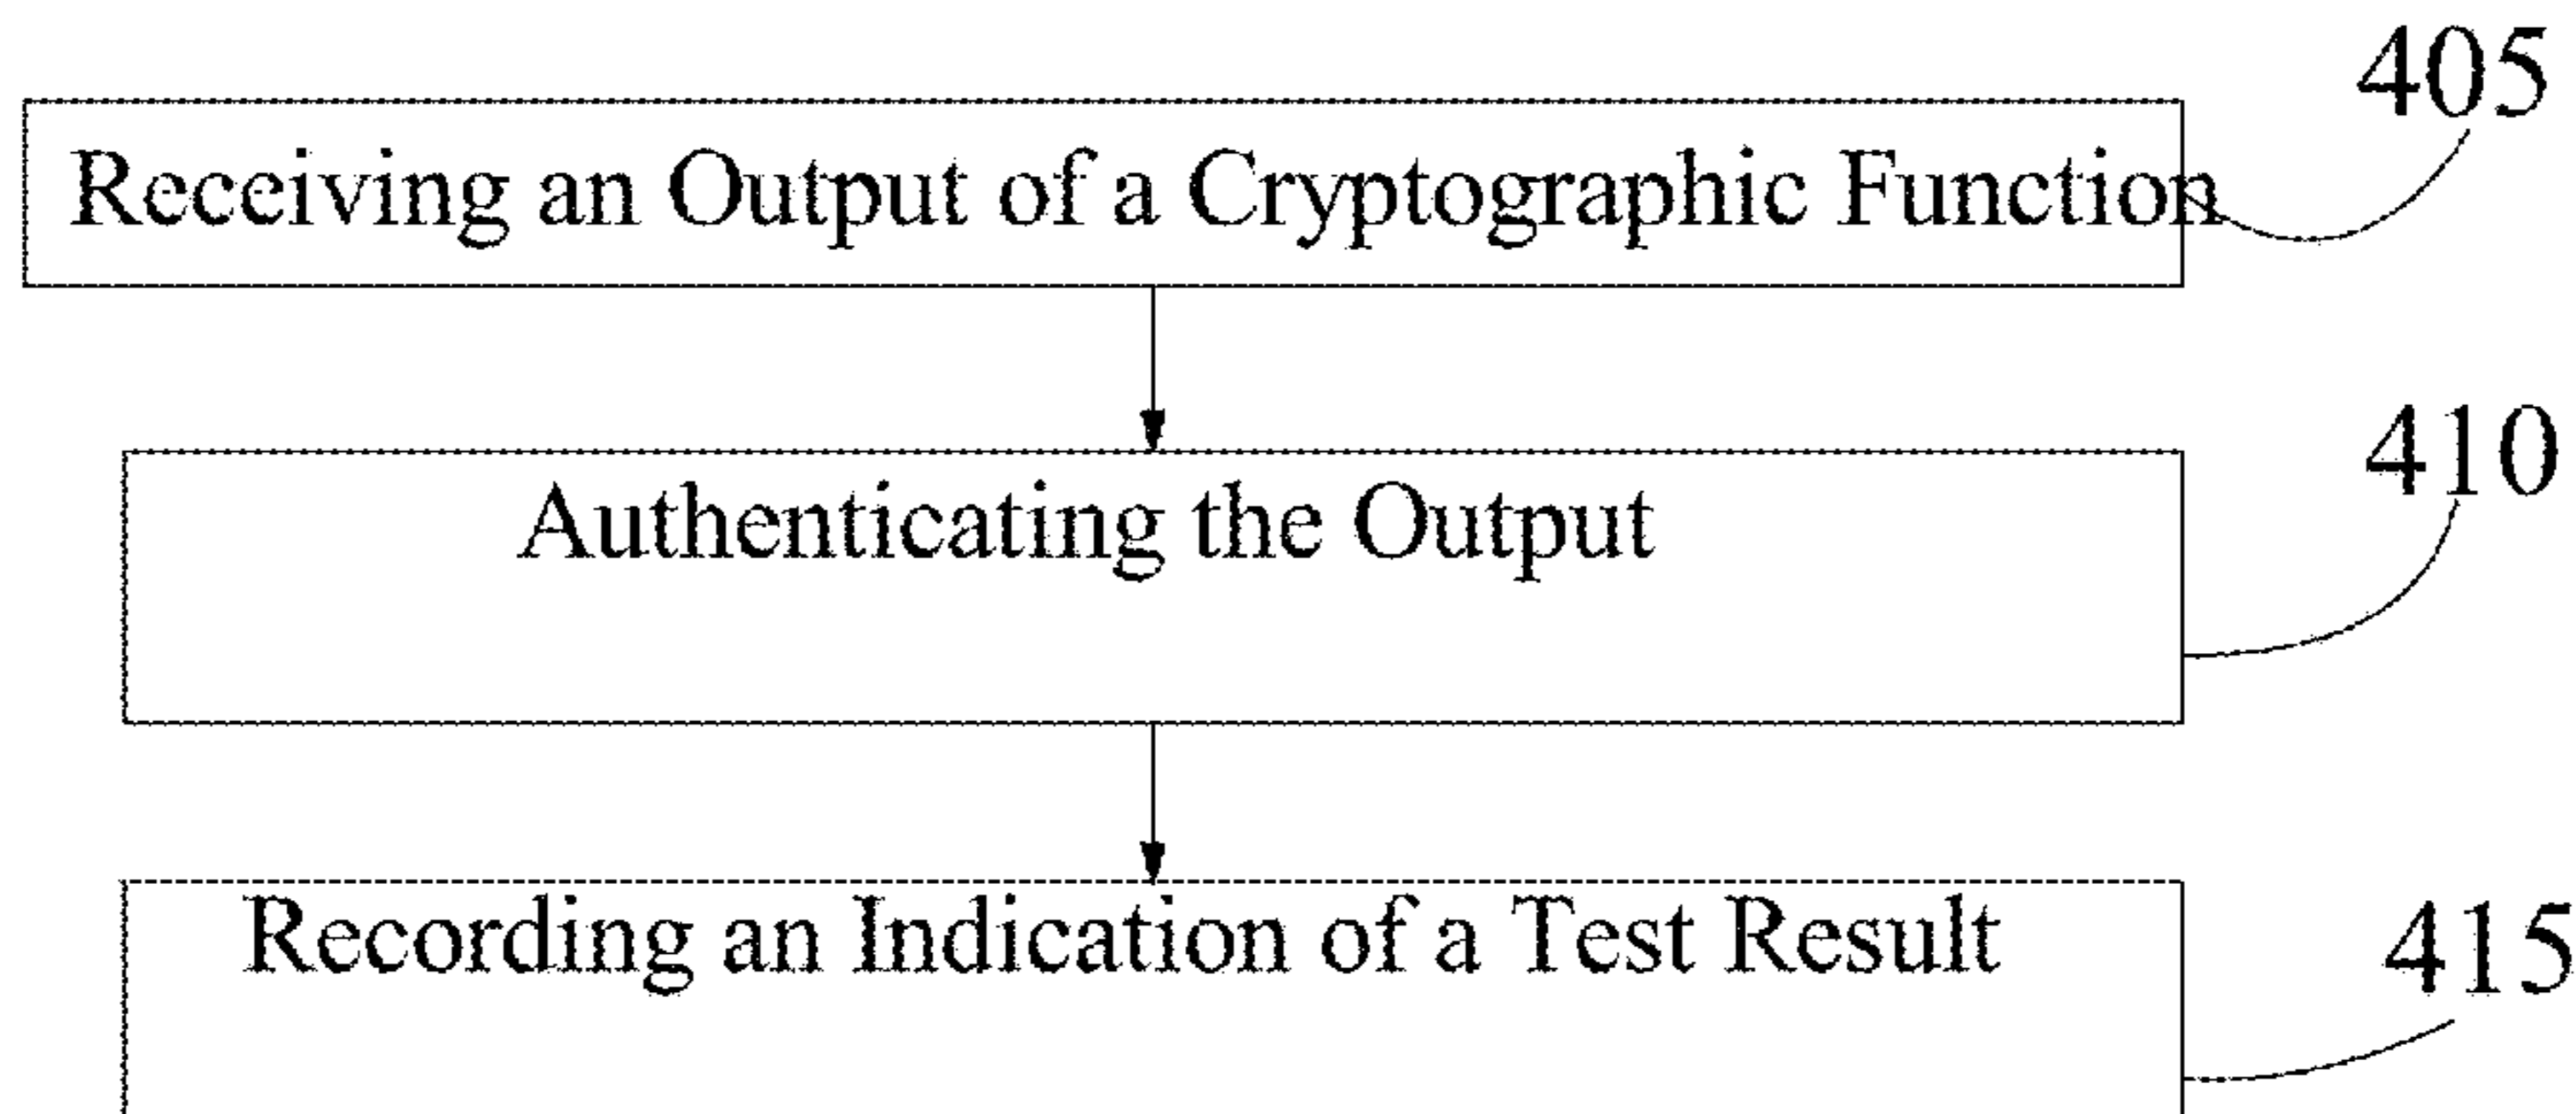 405
Receiving an Output of a Cryptographic Function
410
Authenticating the Output
415
Recording an Indication of a Test Result